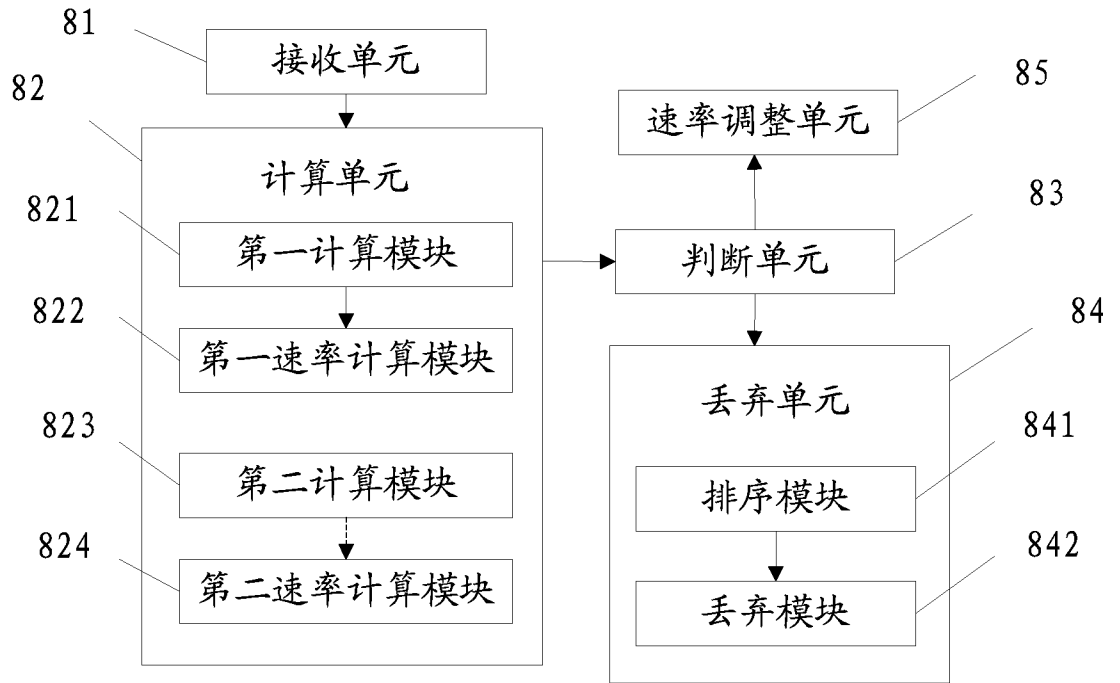 81
接收单元
82
计算单元
821
第一计算模块
822
第一速率计算模块
823
第二计算模块
824
第二速率计算模块
85
速率调整单元
83
判断单元
84
丢弃单元
841
排序模块
842
丢弃模块